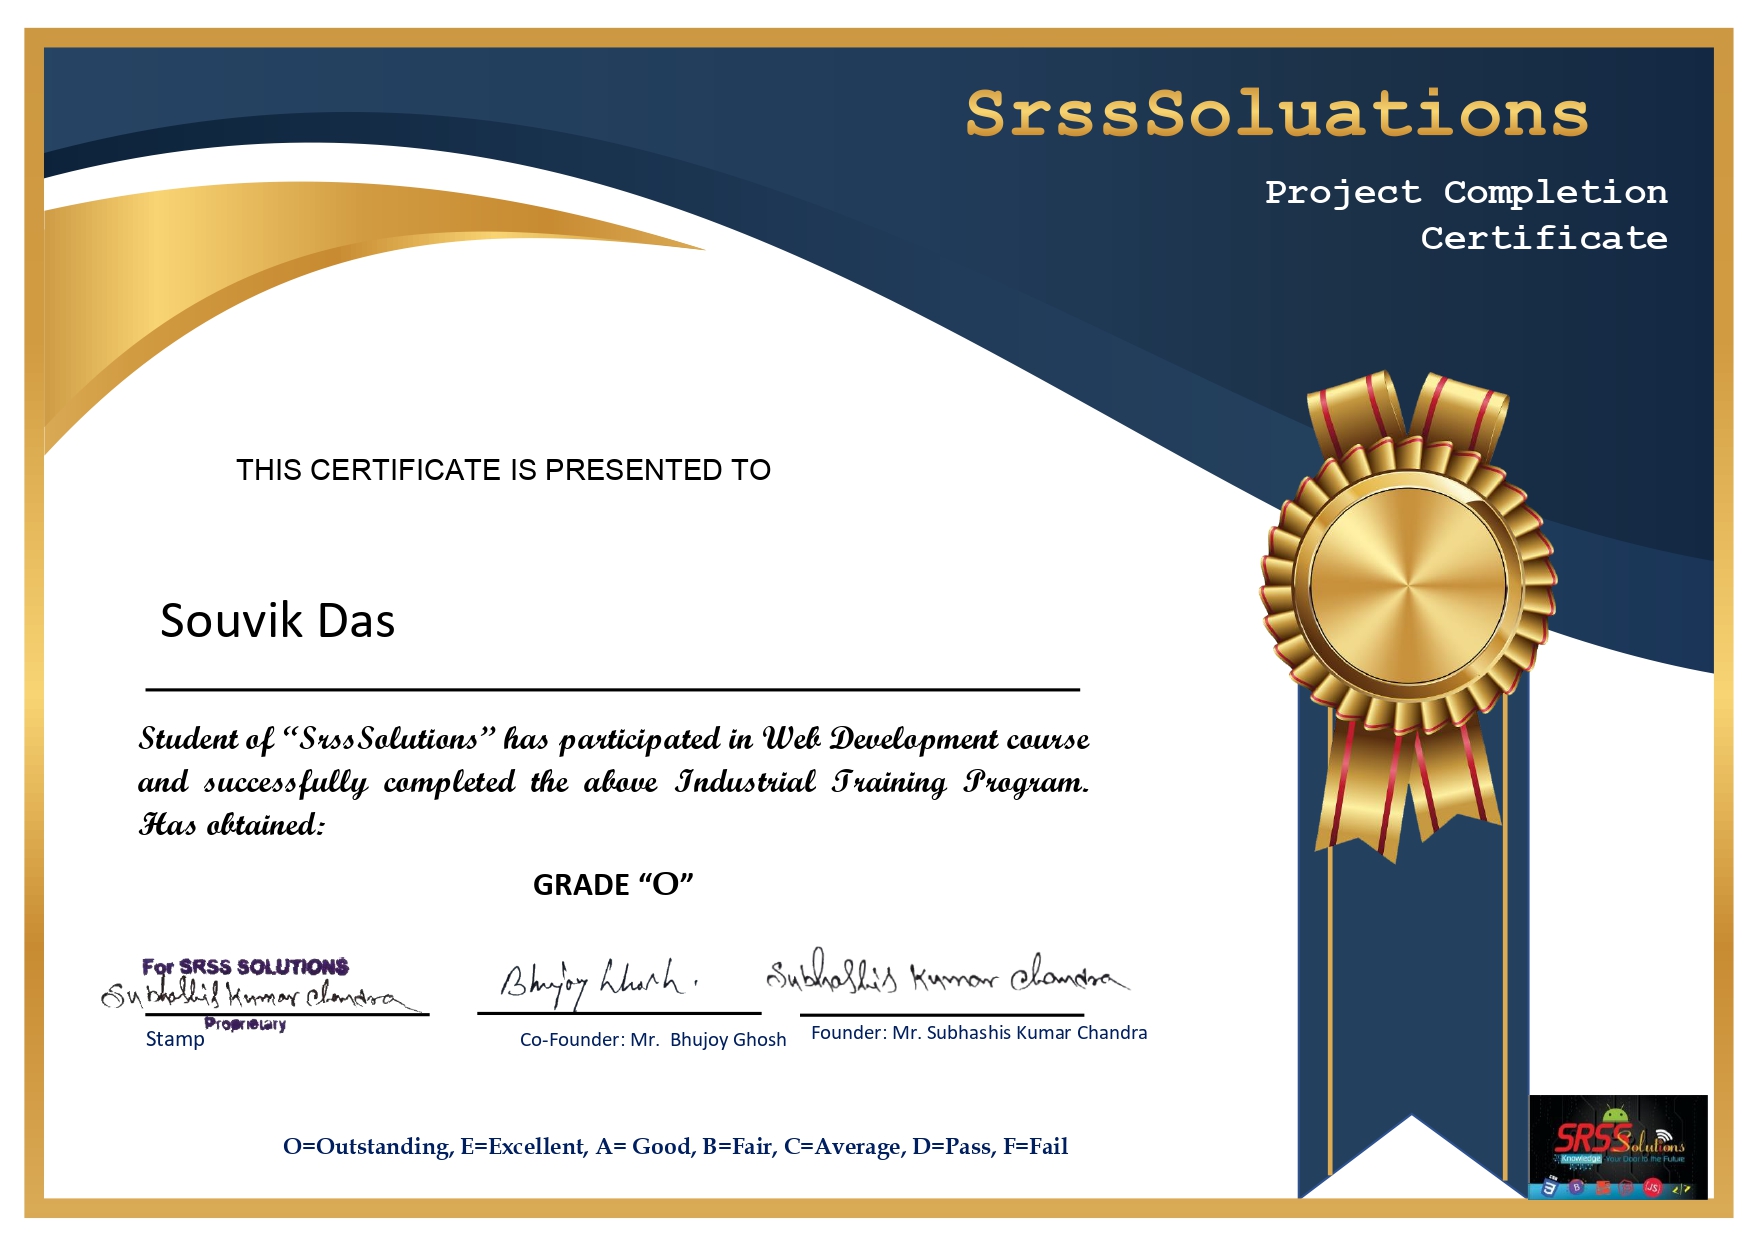 SrssSoluations
Project Completion
Certificate
THIS CERTIFICATE IS PRESENTED TO
Souvik Das
Student of “SrssSolutions” has participated in Web Development course
and successfully completed the above Industrial Training Program.
Has obtained:
GRADE “O”
For SRSS SOLUTIONS
Subhashis Kumar Chandra
Proprietary
Stamp
Bhujoy Ghosh.
Co-Founder: Mr. Bhujoy Ghosh
Subhashis Kumar Chandra
Founder: Mr. Subhashis Kumar Chandra
O=Outstanding, E=Excellent, A= Good, B=Fair, C=Average, D=Pass, F=Fail
SRSS Solutions
Knowledge -Your Door to the Future
CSS 3 B JS